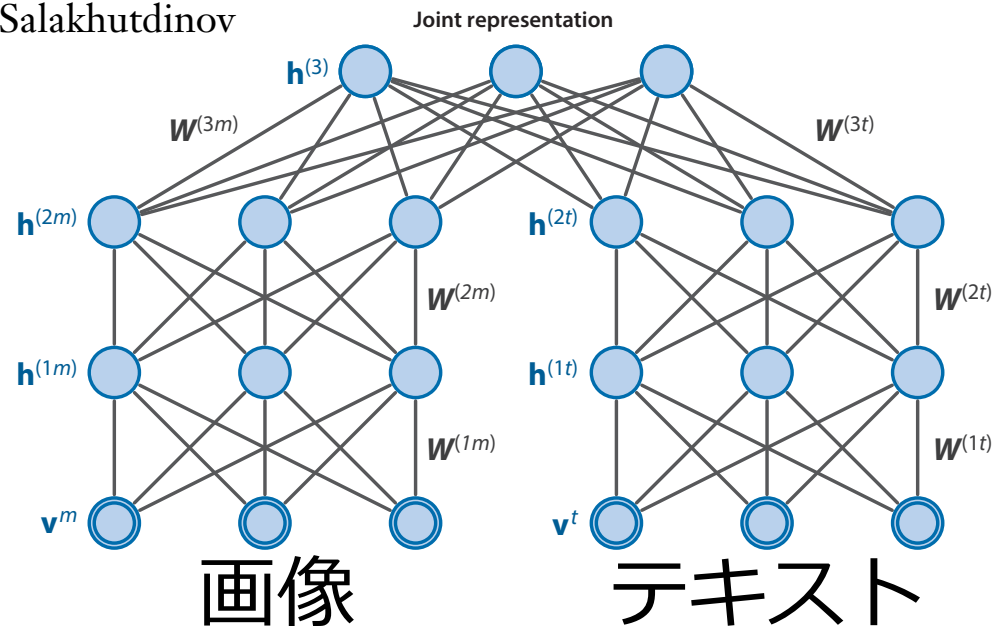 Salakhutdinov
Joint representation
h(3)
W(3m)
W(3t)
h(2m)
h(2t)
W(2m)
W(2t)
h(1m)
h(1t)
W(1m)
W(1t)
vm
vt
画像
テキスト